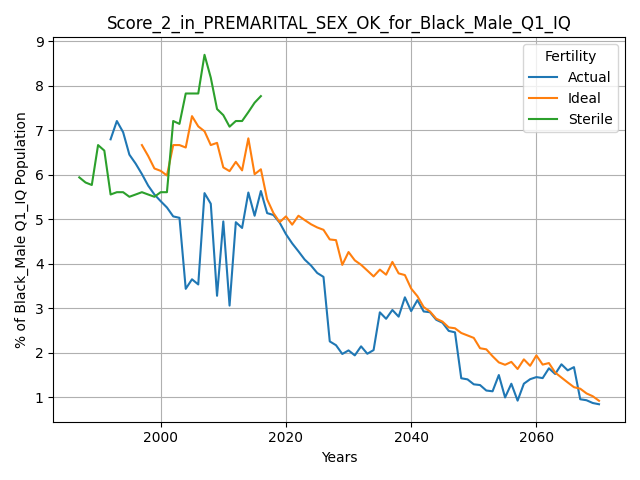 Score_2_in_PREMARITAL_SEX_OK_for_Black_Male_Q1_IQ
% of Black_Male Q1_IQ Population
9
8
7
6
5
4
3
2
1
Fertility
Actual
Ideal
Sterile
2000 2020 2040 2060
Years